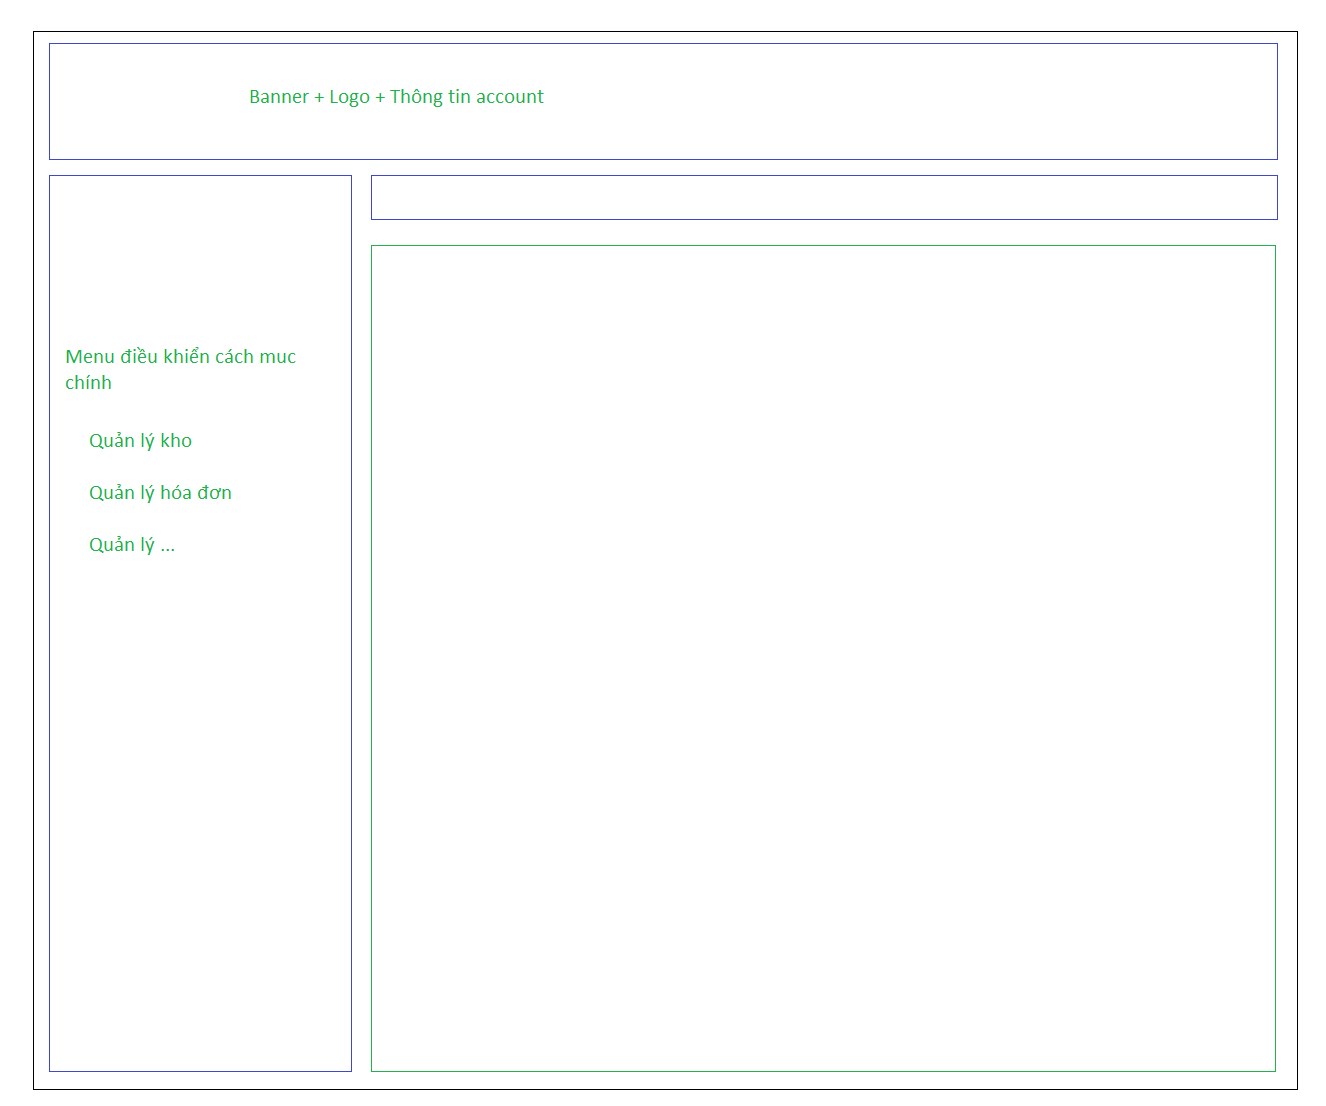 Banner + Logo + Thông tin account
Menu điều khiển cách muc
chính
Quản lý kho
Quản lý hóa đơn
Quản lý ...